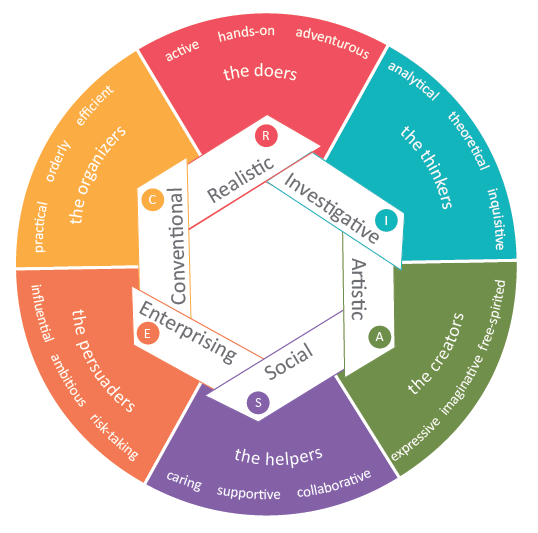 active hands-on adventurous
the doers
R
Realistic
analytical theoretical inquisitive
the thinkers
I
Investigative
free-spirited imaginative expressive
the creators
A
Artistic
the helpers
caring supportive collaborative
S
Social
influential ambitious risk-taking
the persuaders
E
Enterprising
practical orderly efficient
the organizers
C
Conventional